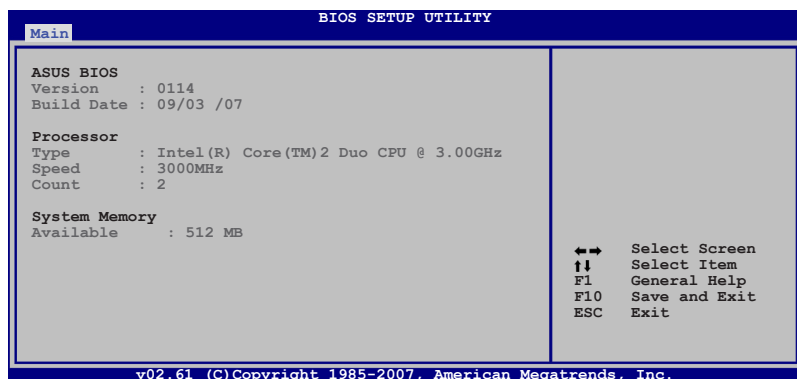 BIOS SETUP UTILITY
Main
ASUS BIOS
Version : 0114
Build Date : 09/03 /07
Processor
Type : Intel(R) Core(TM)2 Duo CPU @ 3.00GHz
Speed : 3000MHz
Count : 2
System Memory
Available : 512 MB
←→ Select Screen
↑↓ Select Item
F1 General Help
F10 Save and Exit
ESC Exit
v02.61 (C)Copyright 1985-2007, American Megatrends, Inc.